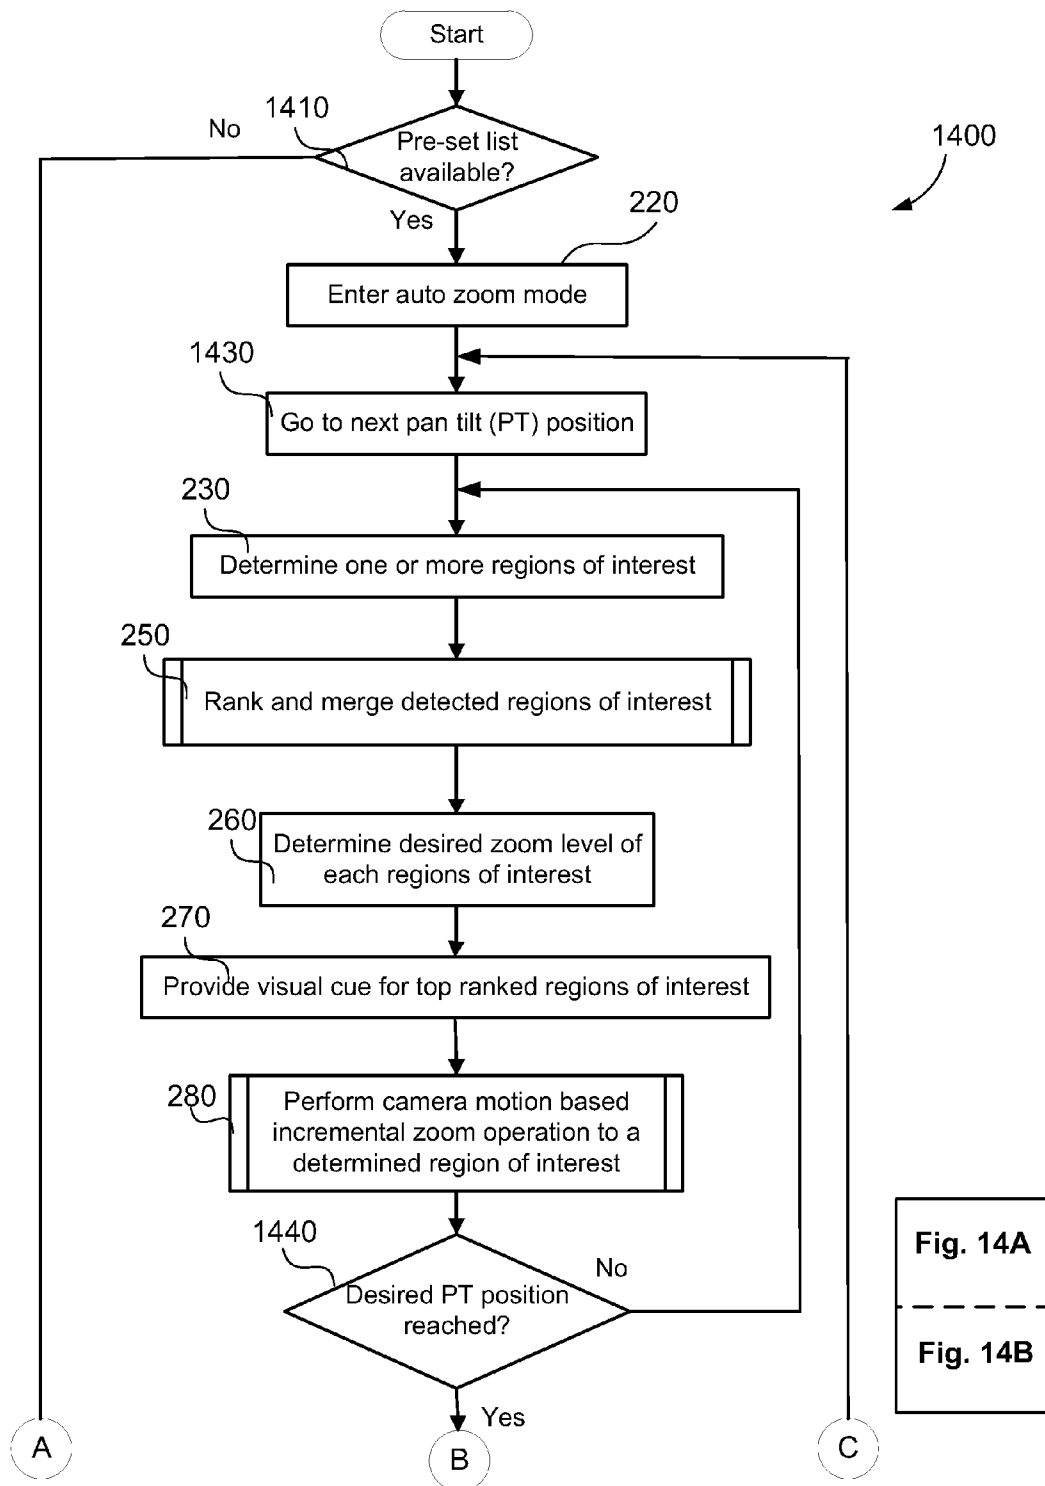 Start
1410
No
Pre-set list
available?
1400
Yes
220
Enter auto zoom mode
1430
Go to next pan tilt (PT) position
230
Determine one or more regions of interest
250
Rank and merge detected regions of interest
260
Determine desired zoom level of
each regions of interest
270
Provide visual cue for top ranked regions of interest
280
Perform camera motion based
incremental zoom operation to a
determined region of interest
1440
No
Desired PT position
reached?
Yes
Fig. 14A
Fig. 14B
A
B
C